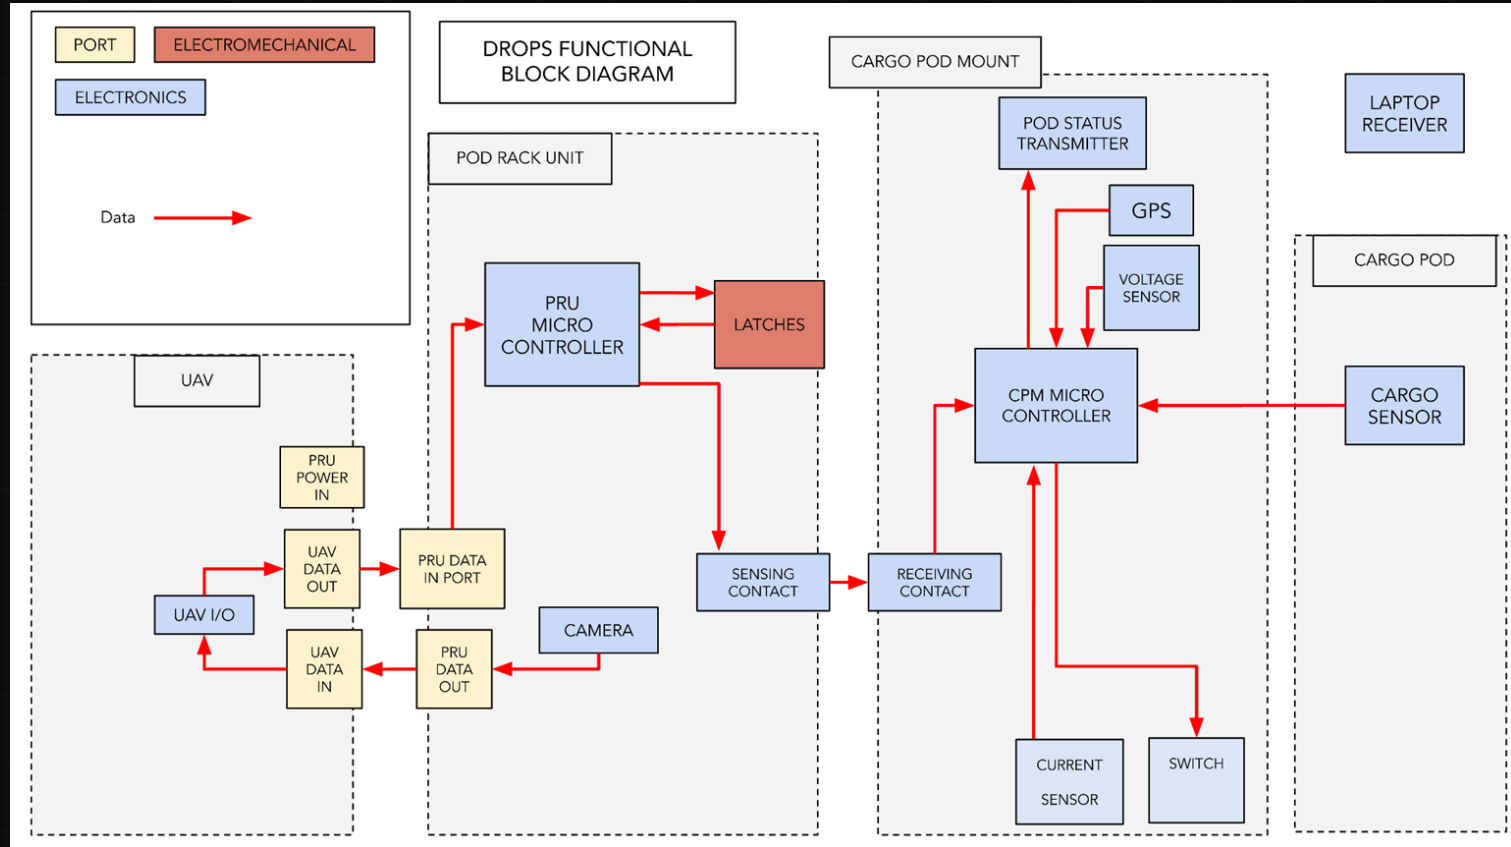 PORT
ELECTROMECHANICAL
ELECTRONICS
Data
DROPS FUNCTIONAL
BLOCK DIAGRAM
CARGO POD MOUNT
POD STATUS
TRANSMITTER
LAPTOP
RECEIVER
POD RACK UNIT
GPS
CARGO POD
VOLTAGE
SENSOR
PRU
MICRO
CONTROLLER
LATCHES
UAV
CPM MICRO
CONTROLLER
CARGO
SENSOR
PRU
POWER
IN
UAV
DATA
OUT
PRU DATA
IN PORT
SENSING
CONTACT
RECEIVING
CONTACT
UAV I/O
CAMERA
UAV
DATA
IN
PRU
DATA
OUT
CURRENT
SENSOR
SWITCH